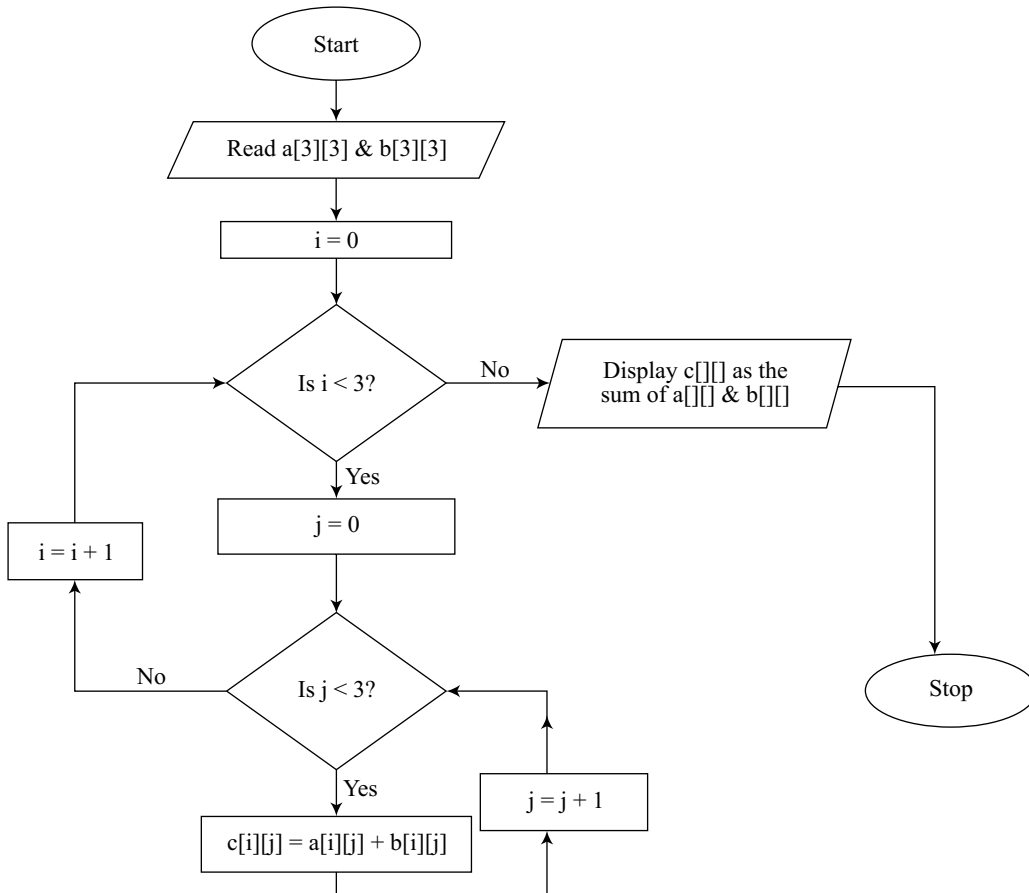 Start
Read a[3][3] & b[3][3]
i = 0
Is i < 3?
No
Display c[][] as the
sum of a[][] & b[][]
Yes
j = 0
i = i + 1
No
Is j < 3?
Stop
Yes
j = j + 1
c[i][j] = a[i][j] + b[i][j]